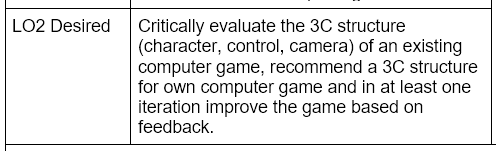 LO2 Desired
Critically evaluate the 3C structure
(character, control, camera) of an existing
computer game, recommend a 3C structure
for own computer game and in at least one
iteration improve the game based on
feedback.